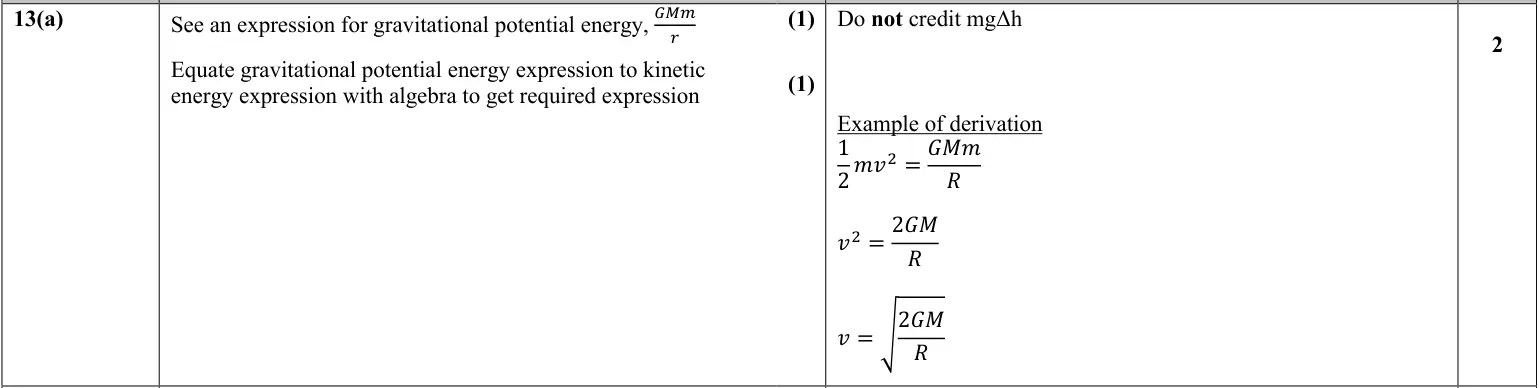 13(a)
See an expression for gravitational potential energy, GMm/r (1)
Equate gravitational potential energy expression to kinetic
energy expression with algebra to get required expression (1)
Do not credit mgΔh
Example of derivation
1/2 mv² = GMm/R
v² = 2GM/R
v = √(2GM/R)
2